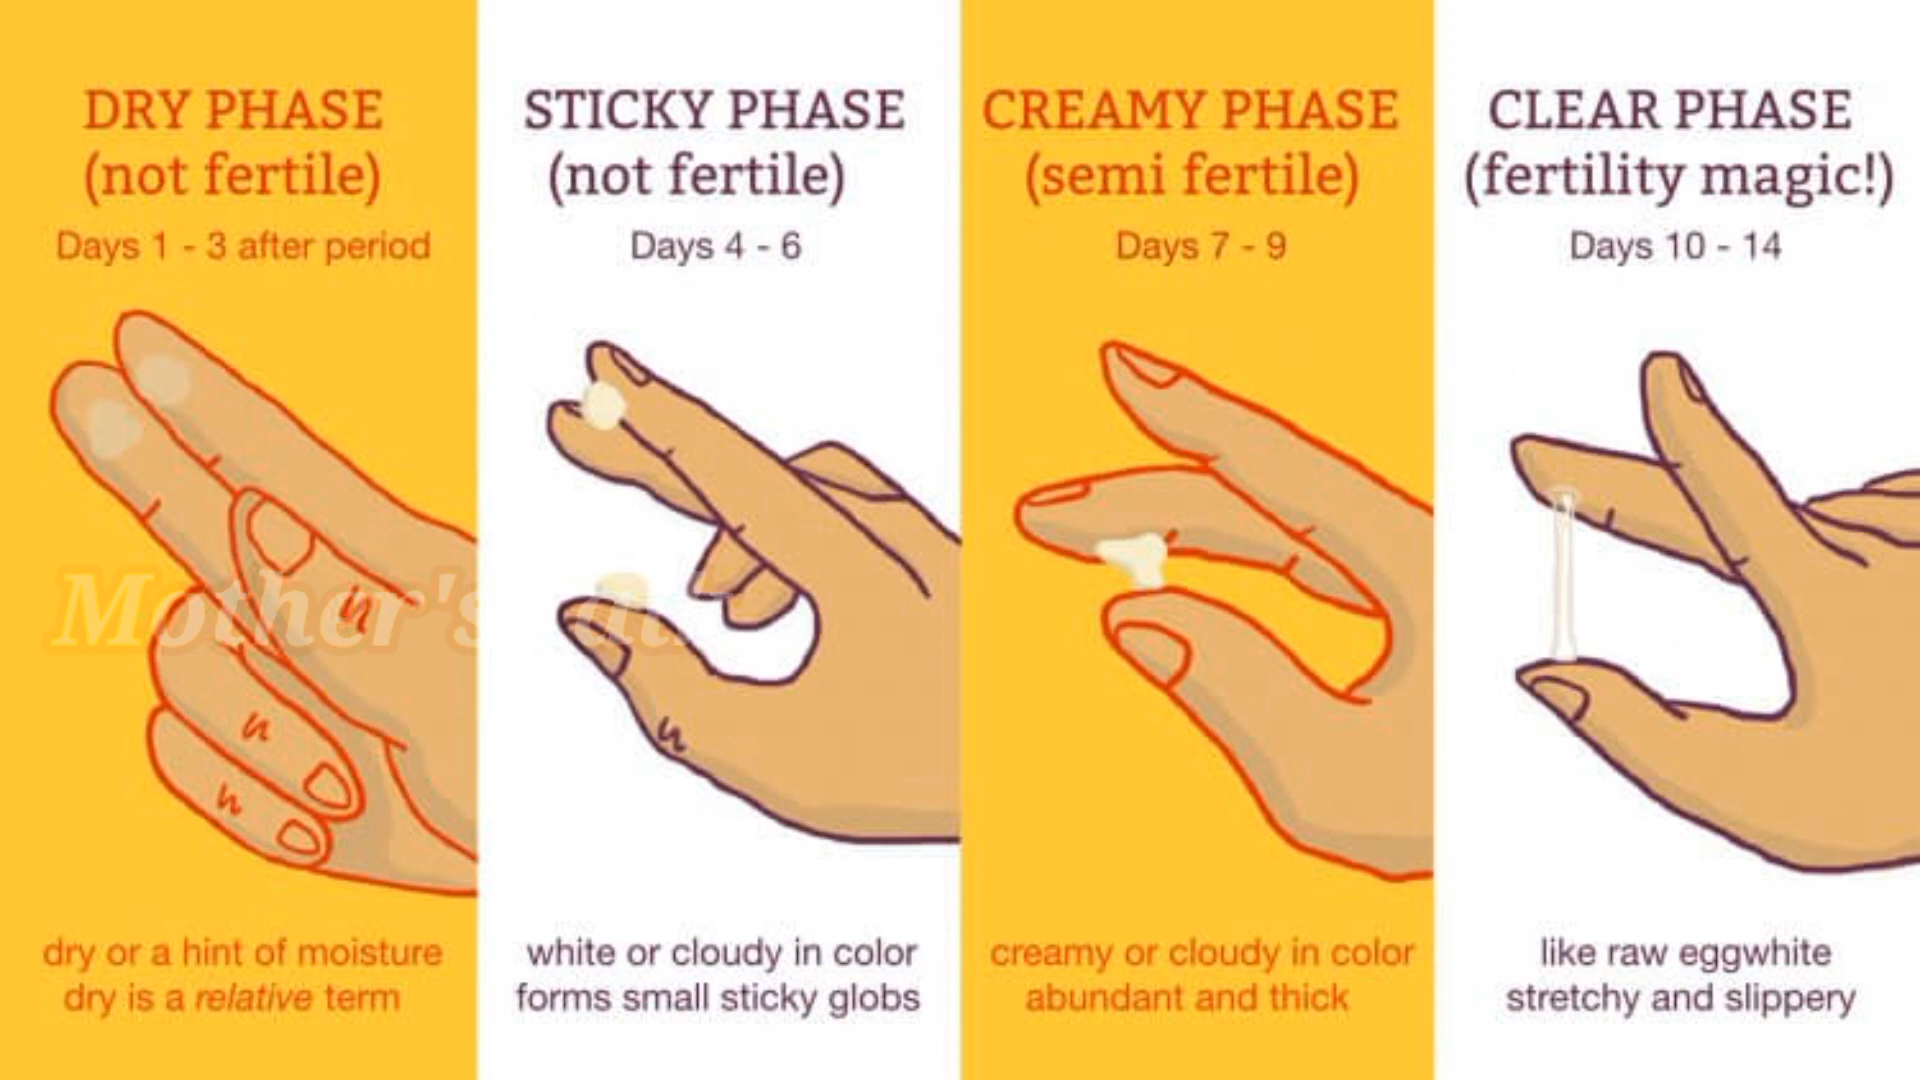 DRY PHASE
(not fertile)
Days 1 - 3 after period
dry or a hint of moisture
dry is a relative term
STICKY PHASE
(not fertile)
Days 4 - 6
white or cloudy in color
forms small sticky globs
CREAMY PHASE
(semi fertile)
Days 7 - 9
creamy or cloudy in color
abundant and thick
CLEAR PHASE
(fertility magic!)
Days 10 - 14
like raw eggwhite
stretchy and slippery
Mother's